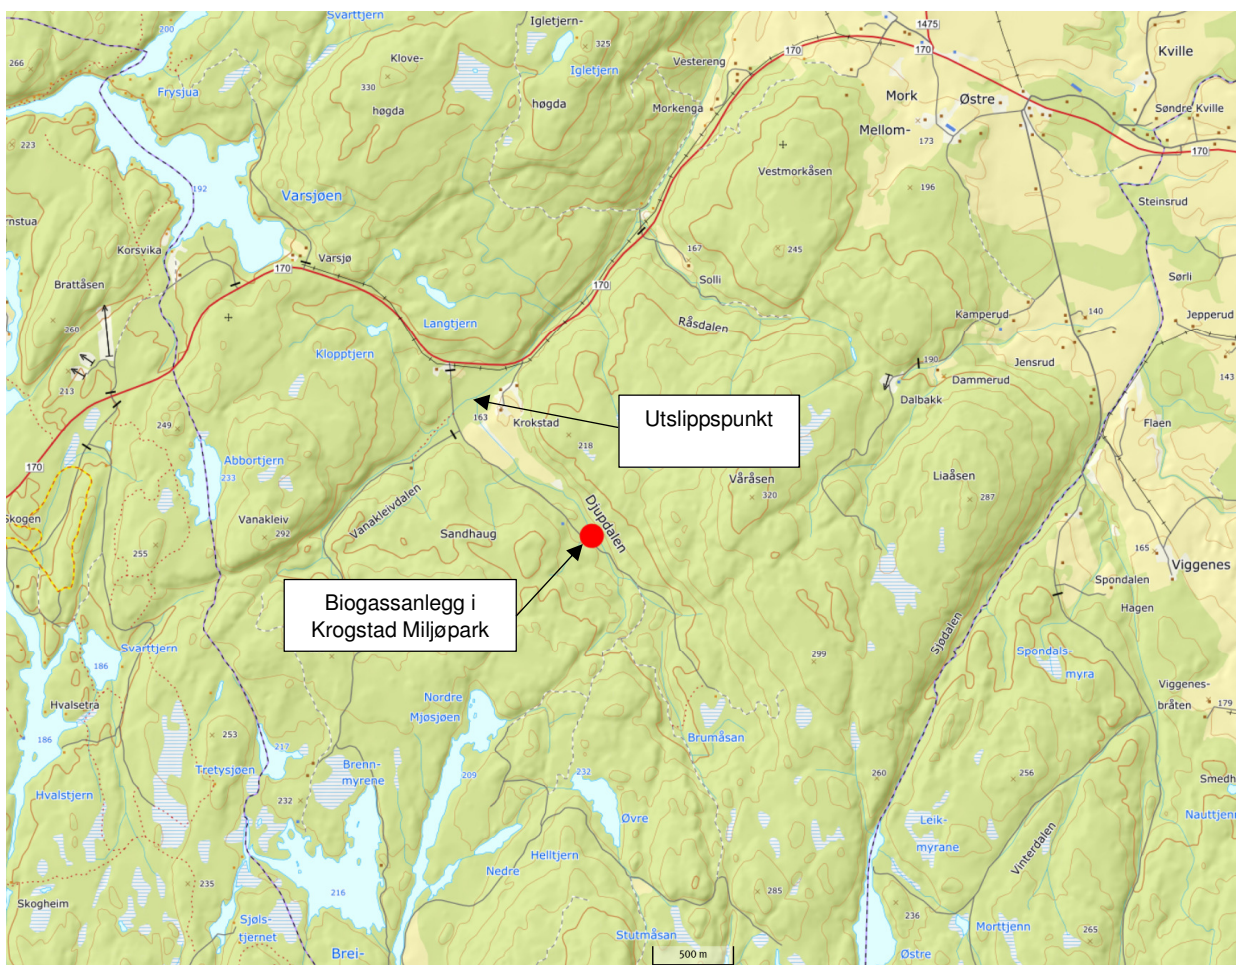 200
Svarttjern
Igletjern-
1475
266
Klove-
325
170
Kville
Vestereng
170
Frysjua
330
Igletjern
høgda
høgda
Morkenga
Mork
Østre
Søndre Kville
Mellom-
173
223
170
170
Vestmorkåsen
192
Varsjøen
196
Steinsrud
rnstua
Korsvika
167
245
Varsjø
Sørli
170
Solli
Brattåsen
170
Kamperud
140
Jepperud
260
Langtjern
Råsdalen
Klopptjern
190
Jensrud
Dammerud
143
213
Dalbakk
163
Krokstad
Utslippspunkt
249
Flaen
218
170
Abbortjern
233
Våråsen
Liaåsen
320
287
Skogen
Vanakleiv
Vanakleivdalen
Djupdalen
292
Sandhaug
255
165
Viggenes
Spondalen
Biogassanlegg i
Krogstad Miljøpark
Hagen
Sjødalen
Svarttjern
186
299
Spondals-
myra
Viggenes-
bråten
179
Hvalsetra
Nordre
Mjøsjøen
186
253
217
Brumåsan
Tretysjøen
Brenn-
myrene
209
232
260
256
Smedh
Hvalstjern
232
Øvre
Leik-
myrane
Nauttjenn
Vinterdalen
Helltjern
Nedre
235
216
285
Skogheim
Sjøls-
tjernet
236
Morttjenn
265
Stutmåsan
Brei-
500 m
Østre